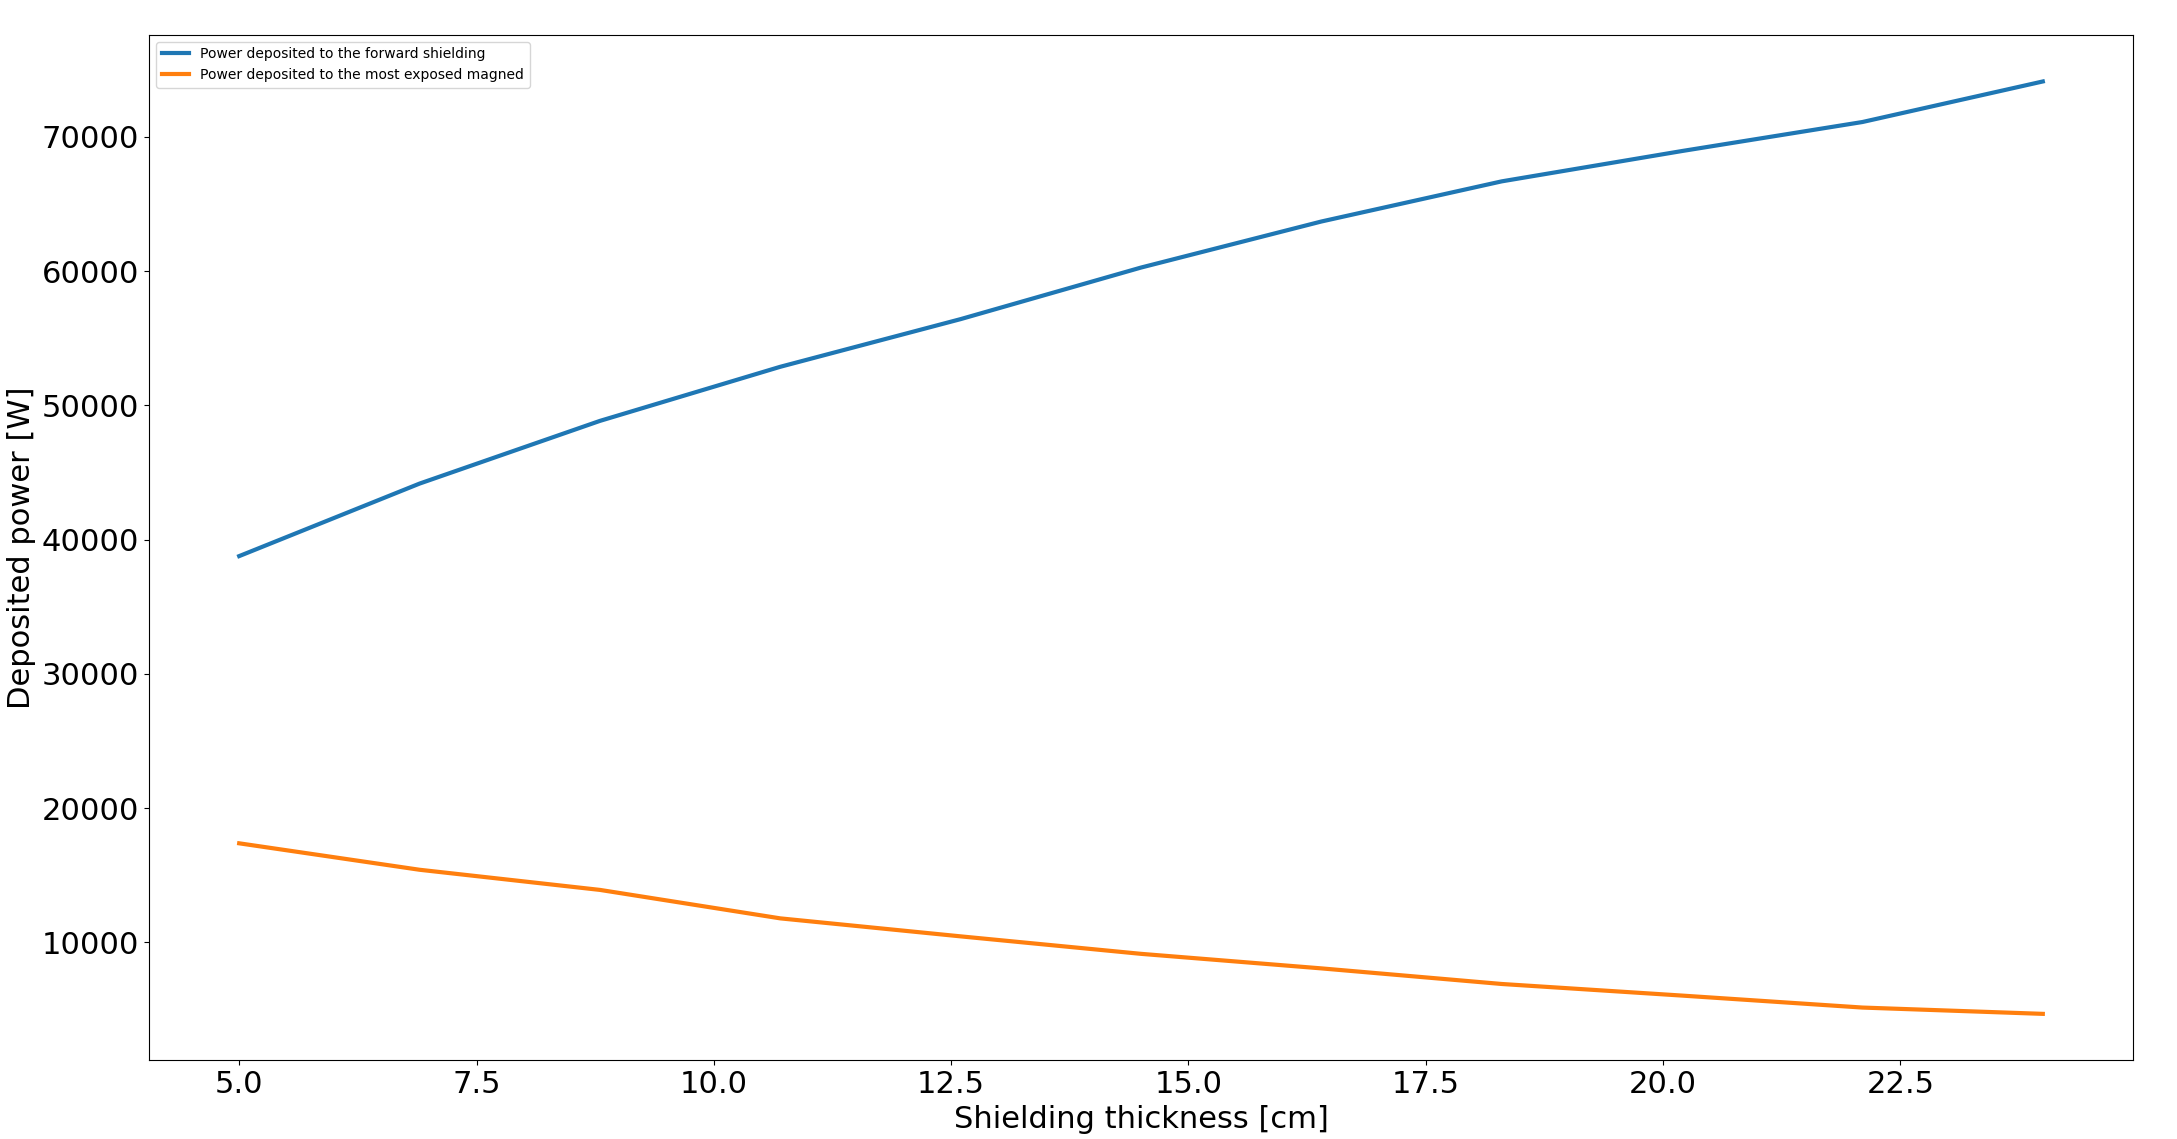 Power deposited to the forward shielding
Power deposited to the most exposed magned
Deposited power [W]
70000
60000
50000
40000
30000
20000
10000
5.0 7.5 10.0 12.5 15.0 17.5 20.0 22.5
Shielding thickness [cm]